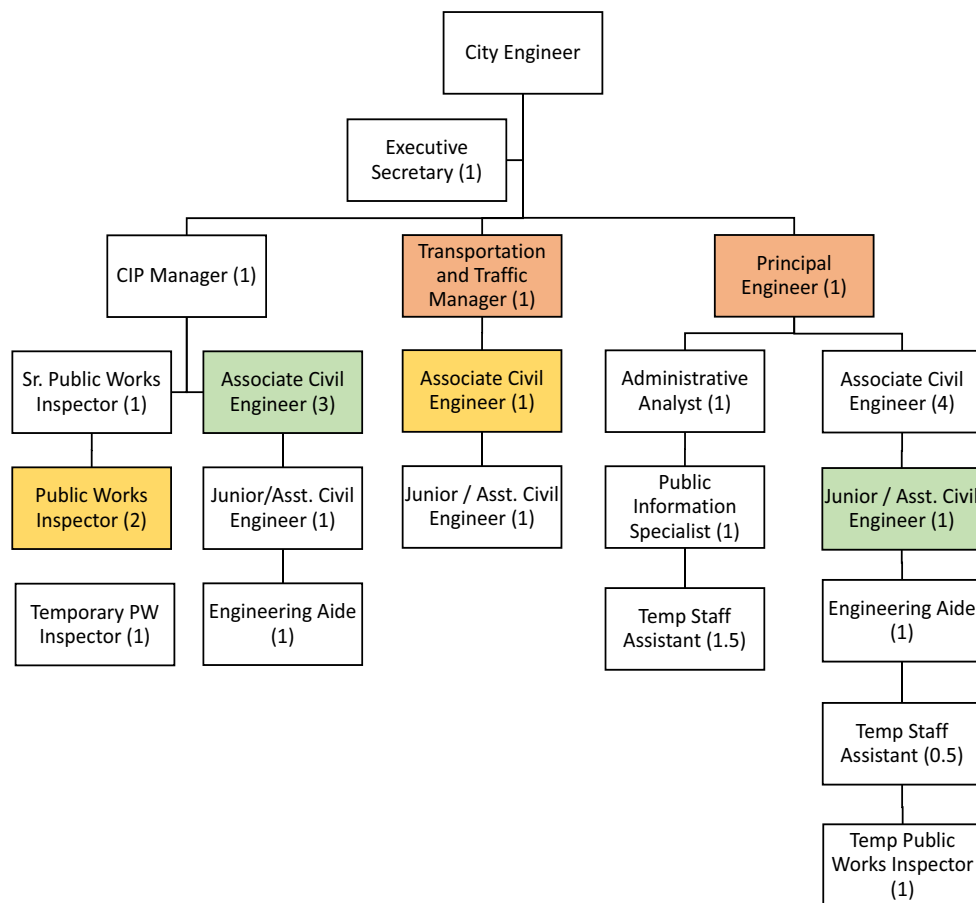 City Engineer
Executive
Secretary (1)
CIP Manager (1)
Transportation
and Traffic
Manager (1)
Principal
Engineer (1)
Sr. Public Works
Inspector (1)
Associate Civil
Engineer (3)
Associate Civil
Engineer (1)
Administrative
Analyst (1)
Associate Civil
Engineer (4)
Public Works
Inspector (2)
Junior/Asst. Civil
Engineer (1)
Junior / Asst. Civil
Engineer (1)
Public
Information
Specialist (1)
Junior / Asst. Civil
Engineer (1)
Temporary PW
Inspector (1)
Engineering Aide
(1)
Temp Staff
Assistant (1.5)
Engineering Aide
(1)
Temp Staff
Assistant (0.5)
Temp Public
Works Inspector
(1)